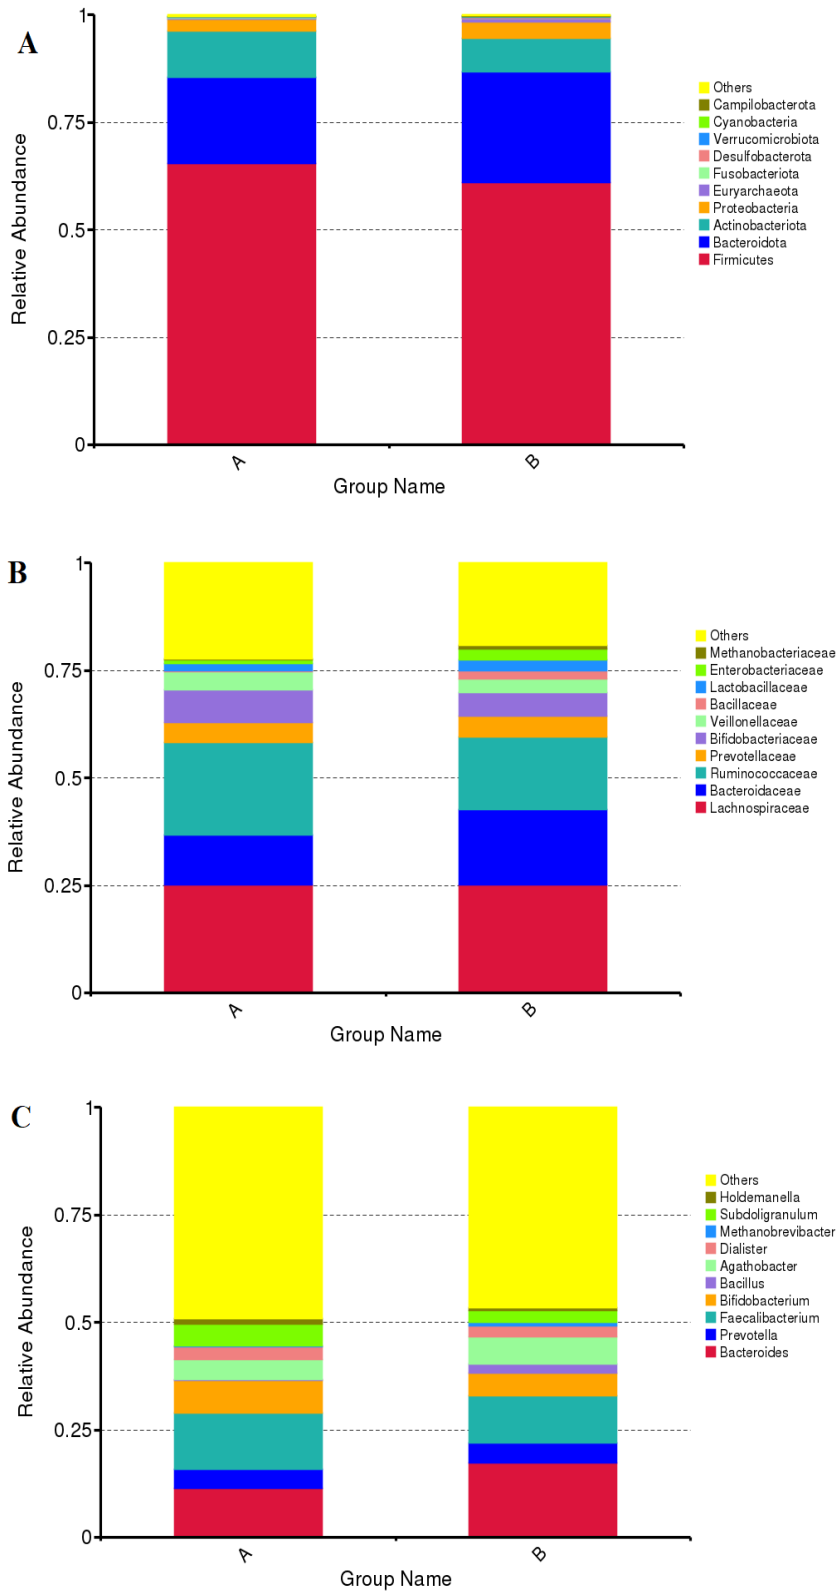 A
1
0.75
0.5
0.25
0
Relative Abundance
A
B
Group Name
Others
Campilobacterota
Cyanobacteria
Verrucomicrobiota
Desulfobacterota
Fusobacteriota
Euryarchaeota
Proteobacteria
Actinobacteriota
Bacteroidota
Firmicutes
B
1
0.75
0.5
0.25
0
Relative Abundance
A
B
Group Name
Others
Methanobacteriaceae
Enterobacteriaceae
Lactobacillaceae
Bacillaceae
Veillonellaceae
Bifidobacteriaceae
Prevotellaceae
Ruminococcaceae
Bacteroidaceae
Lachnospiraceae
C
1
0.75
0.5
0.25
0
Relative Abundance
A
B
Group Name
Others
Holdemanella
Subdoligranulum
Methanobrevibacter
Dialister
Agathobacter
Bacillus
Bifidobacterium
Faecalibacterium
Prevotella
Bacteroides